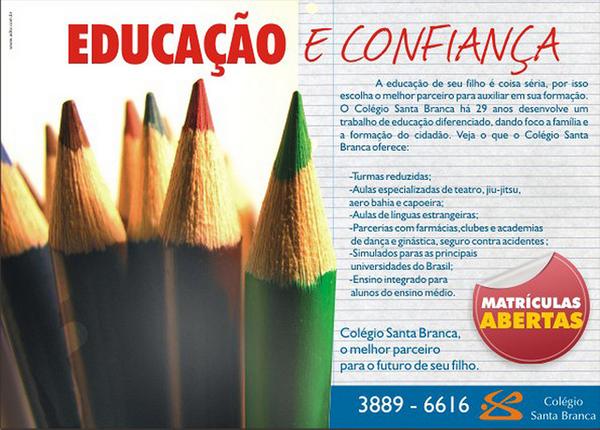 EDUCAÇÃO E CONFIANÇA
A educação de seu filho é coisa séria, por isso
escolha o melhor parceiro para auxiliar em sua formação.
O Colégio Santa Branca há 29 anos desenvolve um
trabalho de educação diferenciado, dando foco a família e
a formação do cidadão. Veja o que o Colégio Santa
Branca oferece:
-Turmas reduzidas;
-Aulas especializadas de teatro, jiu-jitsu,
aero bahia e capoeira;
-Aulas de línguas estrangeiras;
-Parcerias com farmácias,clubes e academias
de dança e ginástica, seguro contra acidentes ;
-Simulados paras as principais
universidades do Brasil;
-Ensino integrado para
alunos do ensino médio.
MATRÍCULAS
ABERTAS
Colégio Santa Branca,
o melhor parceiro
para o futuro de seu filho.
3889 - 6616
Colégio
Santa Branca